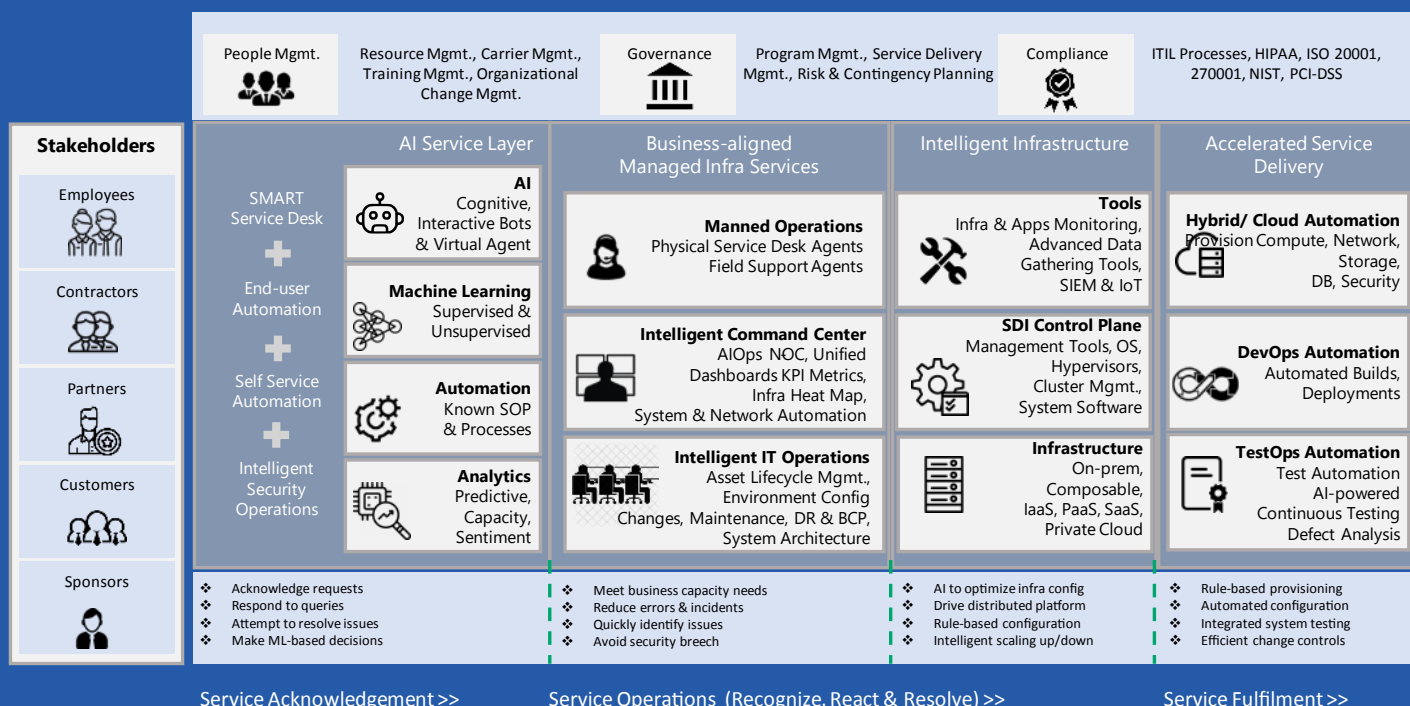 People Mgmt.
Resource Mgmt., Carrier Mgmt.,
Training Mgmt., Organizational
Change Mgmt.
Governance
Program Mgmt., Service Delivery
Mgmt., Risk & Contingency Planning
Compliance
ITIL Processes, HIPAA, ISO 20001,
270001, NIST, PCI-DSS
Stakeholders
Employees
Contractors
Partners
Customers
Sponsors
AI Service Layer
SMART
Service Desk
End-user
Automation
Self Service
Automation
Intelligent
Security
Operations
AI
Cognitive,
Interactive Bots
& Virtual Agent
Machine Learning
Supervised &
Unsupervised
Automation
Known SOP
& Processes
Analytics
Predictive,
Capacity,
Sentiment
Business-aligned
Managed Infra Services
Manned Operations
Physical Service Desk Agents
Field Support Agents
Intelligent Command Center
AIOps NOC, Unified
Dashboards KPI Metrics,
Infra Heat Map,
System & Network Automation
Intelligent IT Operations
Asset Lifecycle Mgmt.,
Environment Config
Changes, Maintenance, DR & BCP,
System Architecture
Intelligent Infrastructure
Tools
Infra & Apps Monitoring,
Advanced Data
Gathering Tools,
SIEM & IoT
SDI Control Plane
Management Tools, OS,
Hypervisors,
Cluster Mgmt.,
System Software
Infrastructure
On-prem,
Composable,
IaaS, PaaS, SaaS,
Private Cloud
Accelerated Service
Delivery
Hybrid/ Cloud Automation
Provision Compute, Network,
Storage,
DB, Security
DevOps Automation
Automated Builds,
Deployments
TestOps Automation
Test Automation
AI-powered
Continuous Testing
Defect Analysis
❖ Acknowledge requests
❖ Respond to queries
❖ Attempt to resolve issues
❖ Make ML-based decisions
❖ Meet business capacity needs
❖ Reduce errors & incidents
❖ Quickly identify issues
❖ Avoid security breech
❖ AI to optimize infra config
❖ Drive distributed platform
❖ Rule-based configuration
❖ Intelligent scaling up/down
❖ Rule-based provisioning
❖ Automated configuration
❖ Integrated system testing
❖ Efficient change controls
Service Acknowledgement >>
Service Operations (Recognize, React & Resolve) >>
Service Fulfilment >>